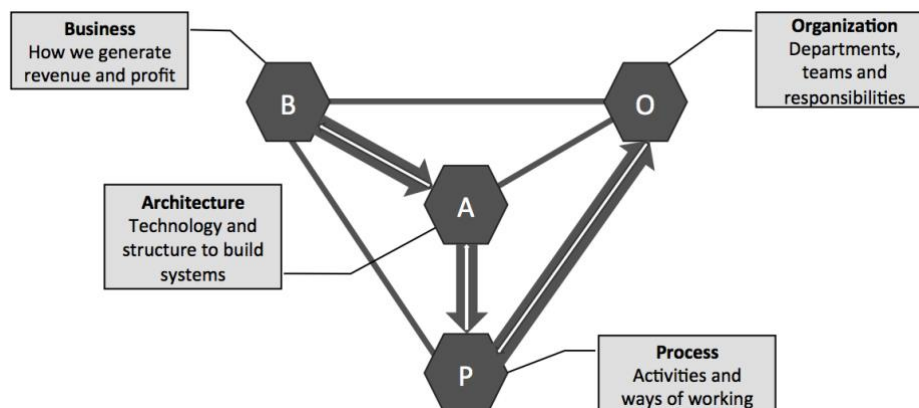 Business
How we generate
revenue and profit
Organization
Departments,
teams and
responsibilities
B
O
Architecture
Technology and
structure to build
systems
A
P
Process
Activities and
ways of working